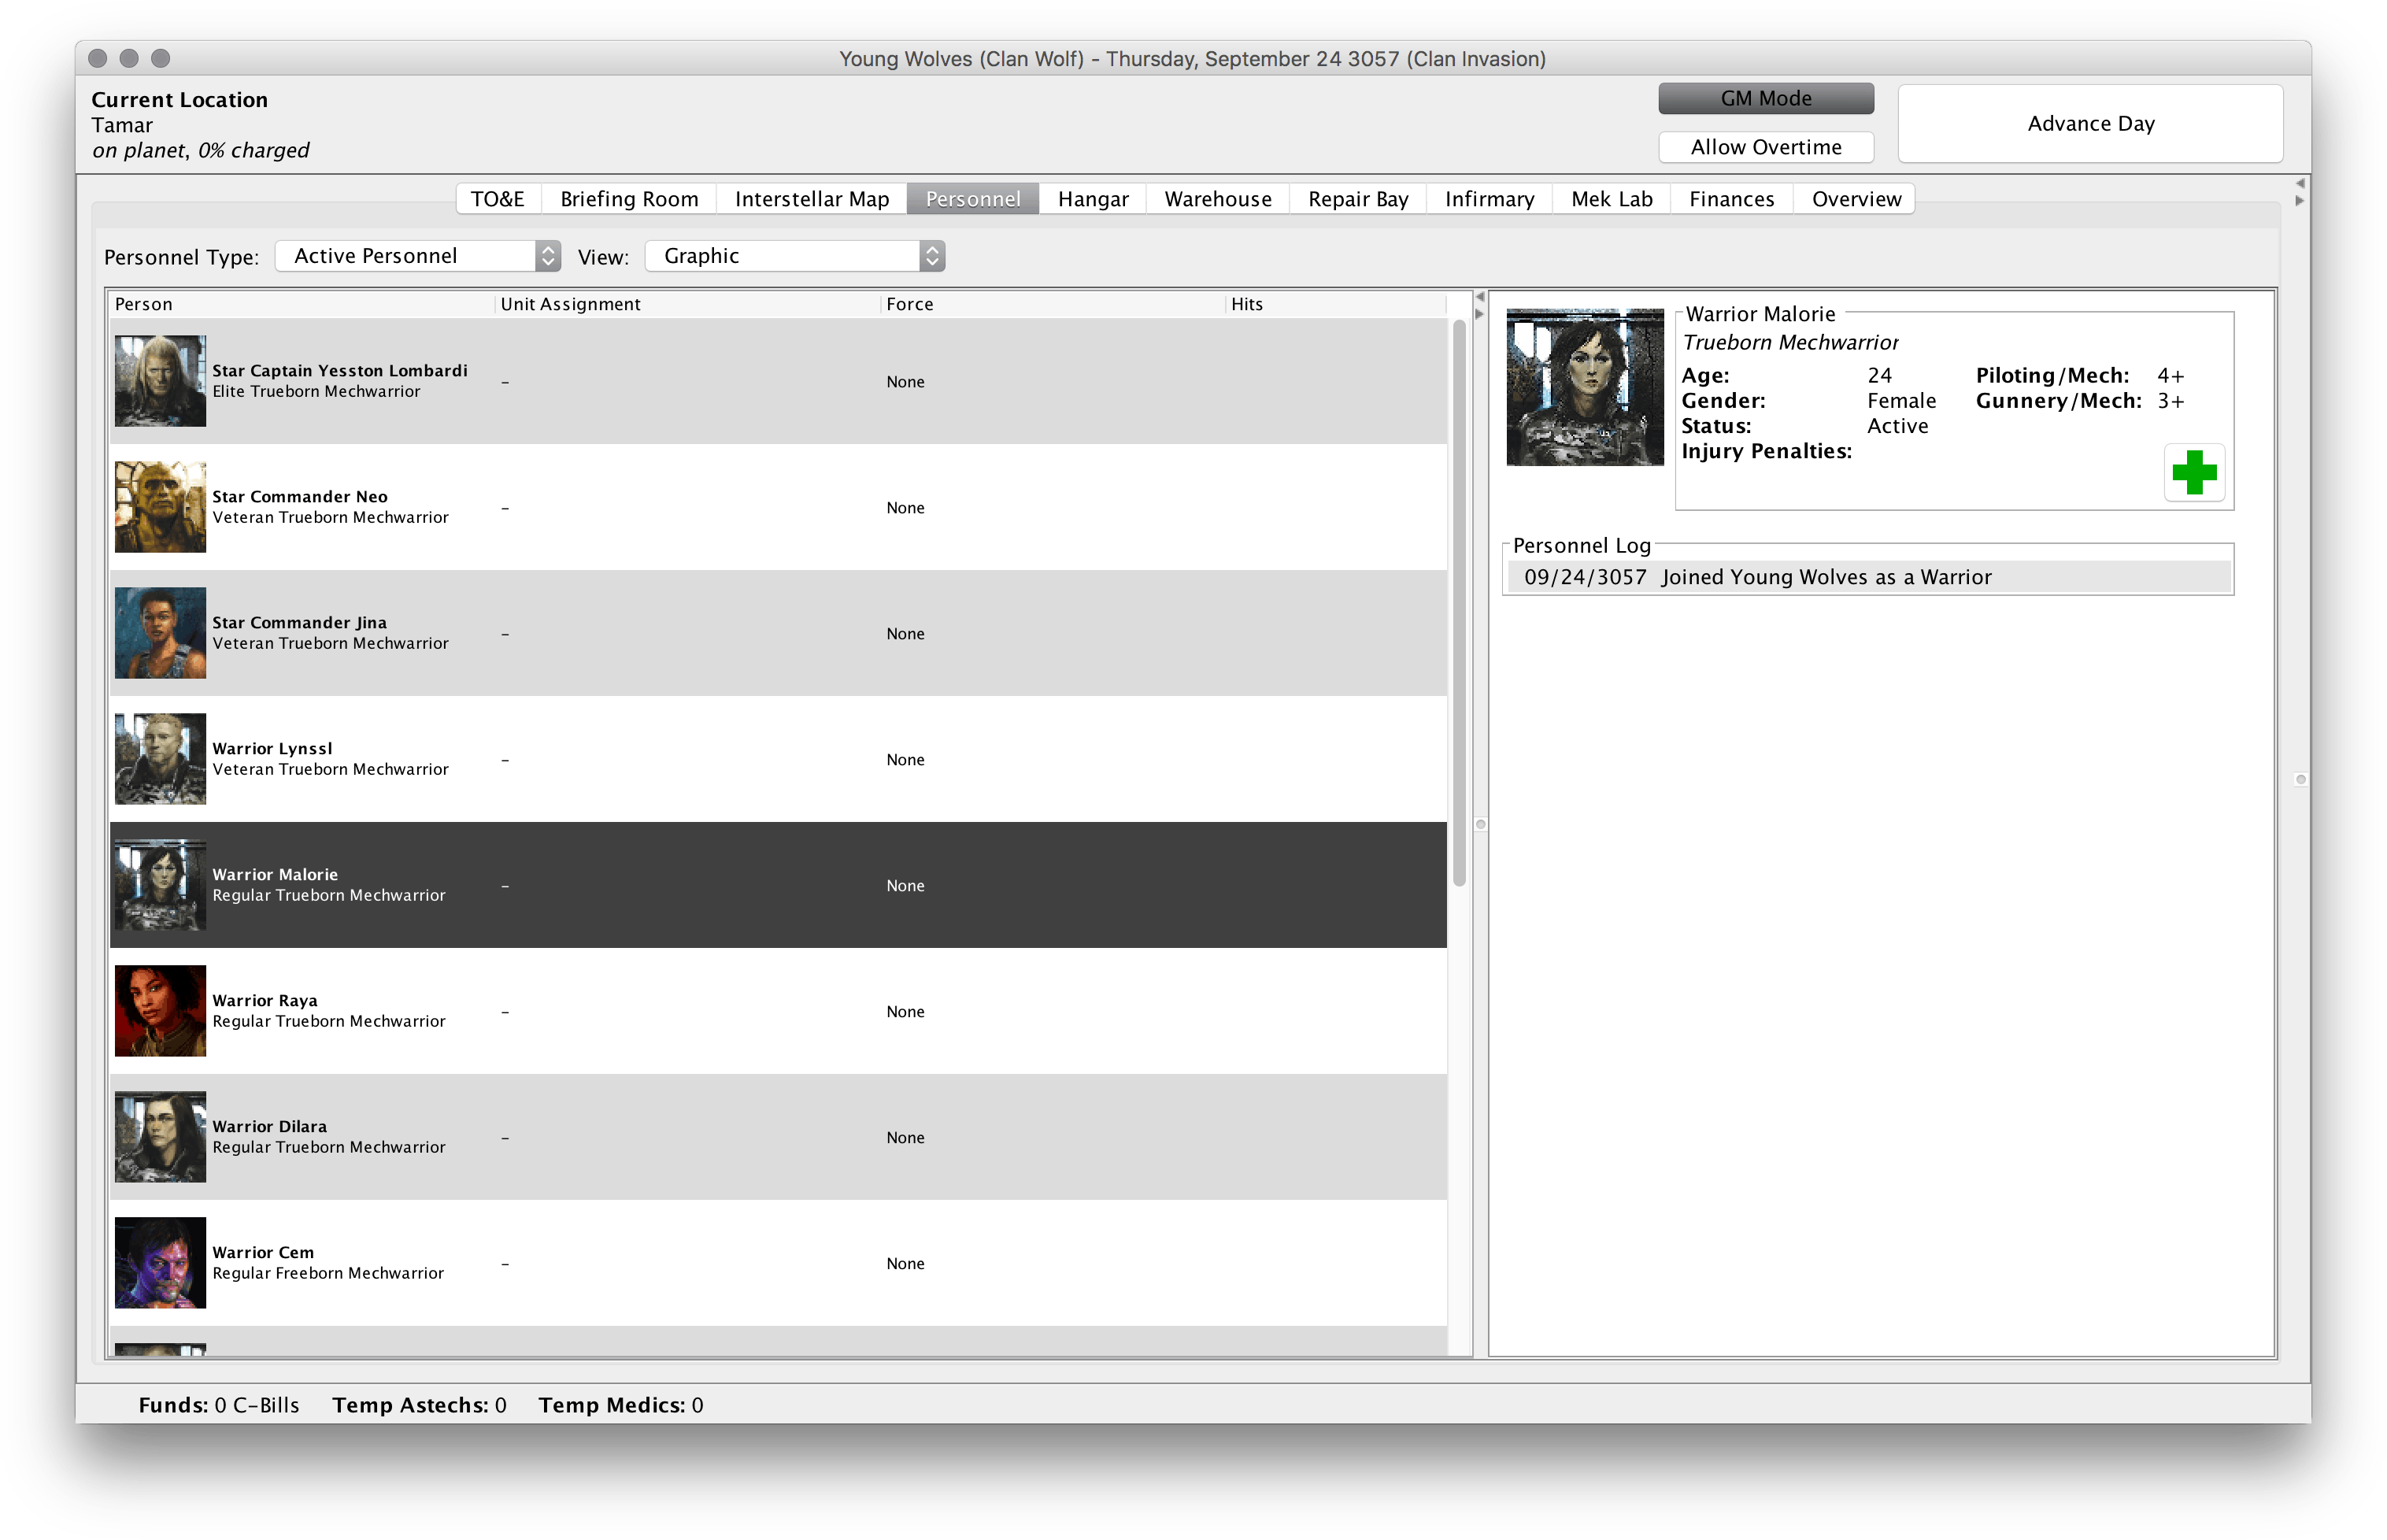 Young Wolves (Clan Wolf) - Thursday, September 24 3057 (Clan Invasion)
Current Location
Tamar
on planet, 0% charged
GM Mode
Allow Overtime
Advance Day
TO&E Briefing Room Interstellar Map Personnel Hangar Warehouse Repair Bay Infirmary Mek Lab Finances Overview
Personnel Type: Active Personnel View: Graphic
Person Unit Assignment Force Hits
Star Captain Yesston Lombardi
Elite Trueborn Mechwarrior
- None
Star Commander Neo
Veteran Trueborn Mechwarrior
- None
Star Commander Jina
Veteran Trueborn Mechwarrior
- None
Warrior Lynssl
Veteran Trueborn Mechwarrior
- None
Warrior Malorie
Regular Trueborn Mechwarrior
- None
Warrior Raya
Regular Trueborn Mechwarrior
- None
Warrior Dilara
Regular Trueborn Mechwarrior
- None
Warrior Cem
Regular Freeborn Mechwarrior
- None
Warrior Malorie
Trueborn Mechwarrior
Age: 24 Piloting/Mech: 4+
Gender: Female Gunnery/Mech: 3+
Status: Active
Injury Penalties:
Personnel Log
09/24/3057 Joined Young Wolves as a Warrior
Funds: 0 C-Bills Temp Astechs: 0 Temp Medics: 0